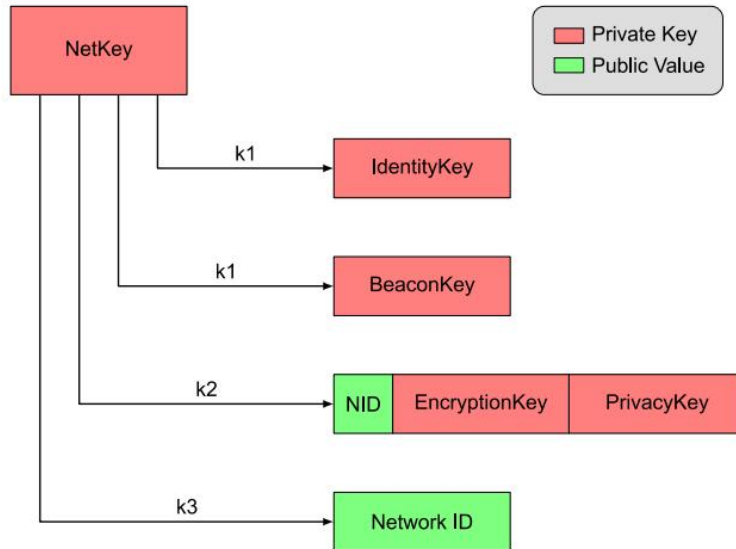 NetKey
Private Key
Public Value
k1
IdentityKey
k1
BeaconKey
k2
NID
EncryptionKey
PrivacyKey
k3
Network ID